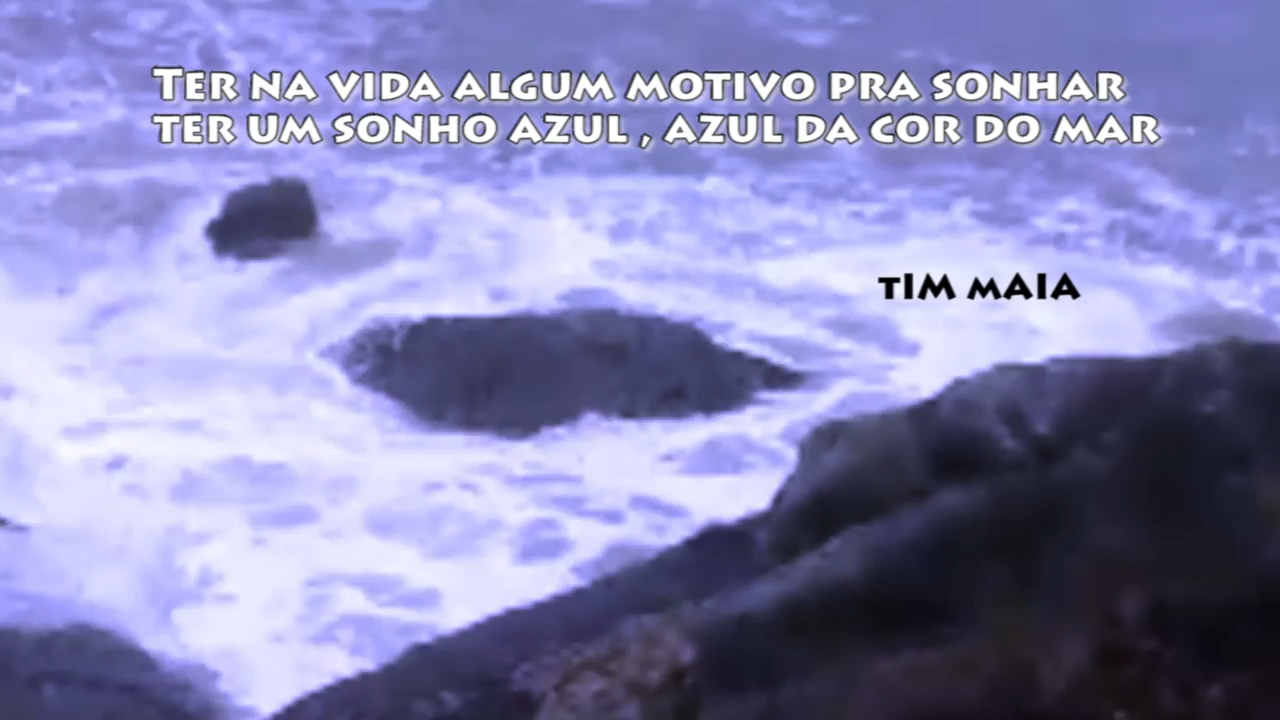 TER NA VIDA ALGUM MOTIVO PRA SONHAR
TER UM SONHO AZUL , AZUL DA COR DO MAR
TIM MAIA